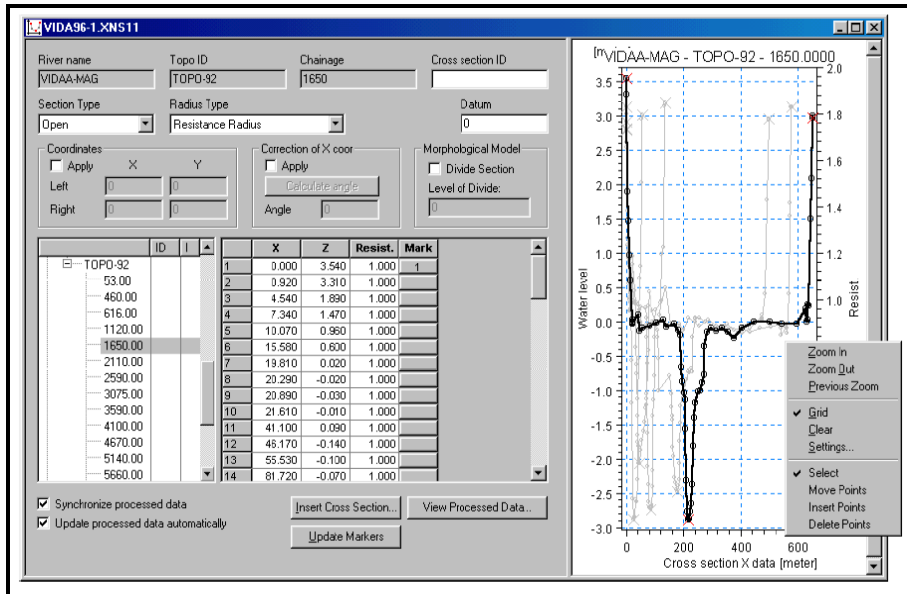 VIDA96-1.XNS11
River name Topo ID Chainage Cross section ID
VIDAA-MAG TOPO-92 1650
Section Type Radius Type Datum
Open Resistance Radius 0
Coordinates Correction of X coor Morphological Model
Apply X Y Apply Divide Section
Left 0 0 Calculate angle Level of Divide:
Right 0 0 Angle 0 0
ID I
TOPO-92
53.00
460.00
616.00
1120.00
1650.00
2110.00
2590.00
3075.00
3590.00
4100.00
4670.00
5140.00
5660.00
X Z Resist. Mark
1 0.000 3.540 1.000 1
2 0.920 3.310 1.000
3 4.540 1.890 1.000
4 7.340 1.470 1.000
5 10.070 0.960 1.000
6 15.580 0.600 1.000
7 19.810 0.020 1.000
8 20.290 -0.020 1.000
9 20.890 -0.030 1.000
10 21.610 -0.010 1.000
11 41.100 0.090 1.000
12 46.170 -0.140 1.000
13 55.530 -0.100 1.000
14 81.720 -0.070 1.000
Synchronize processed data
Update processed data automatically
Insert Cross Section... View Processed Data...
Update Markers
VIDAA-MAG - TOPO-92 - 1650.0000
3.5
3.0
2.5
2.0
1.5
1.0
0.5
0.0
-0.5
-1.0
-1.5
-2.0
-2.5
-3.0
Water level
2.0
1.8
1.6
1.4
1.2
1.0
Resist
0 200 400 600
Cross section X data [meter]
Zoom In
Zoom Out
Previous Zoom
Grid
Clear
Settings...
Select
Move Points
Insert Points
Delete Points